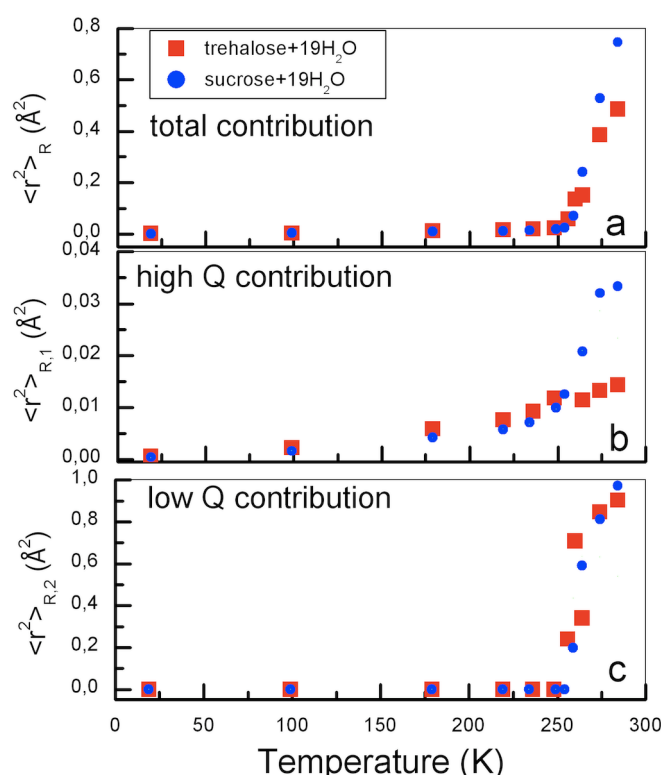 0,8
trehalose+19H₂O
sucrose+19H₂O
0,6
total contribution
0,4
0,2
0,0
<r²>R (Å²)
a
0,04
high Q contribution
0,03
0,02
0,01
0,00
<r²>R,1 (Å²)
b
1,0
low Q contribution
0,8
0,6
0,4
0,2
0,0
<r²>R,2 (Å²)
c
0 50 100 150 200 250 300
Temperature (K)